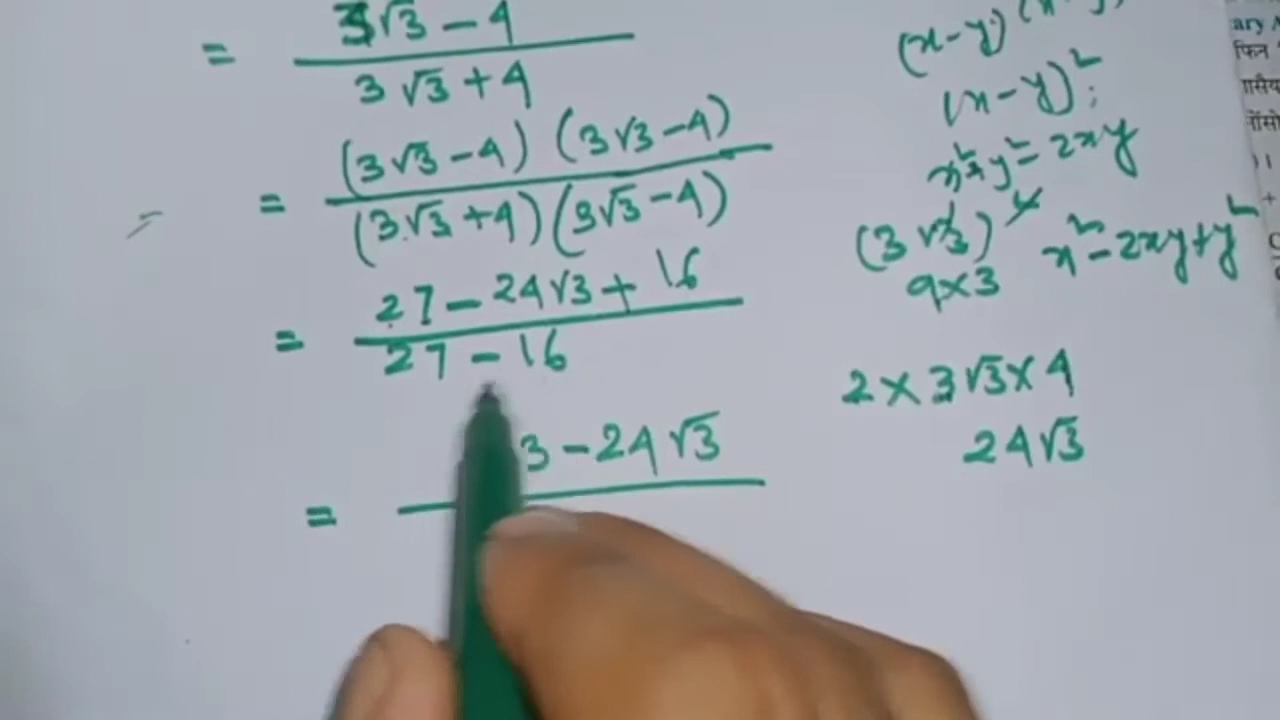 = 3√3 - 4
3√3 + 4
= (3√3 - 4) (3√3 - 4)
(3√3 + 4) (3√3 - 4)
= 27 - 24√3 + 16
27 - 16
= 3 - 24√3
(x - y)
(x - y)²
x² + y² = 2xy
(3√3)²
x² - 2xy + y²
9×3
2 × 3√3 × 4
24√3
ary
फिन